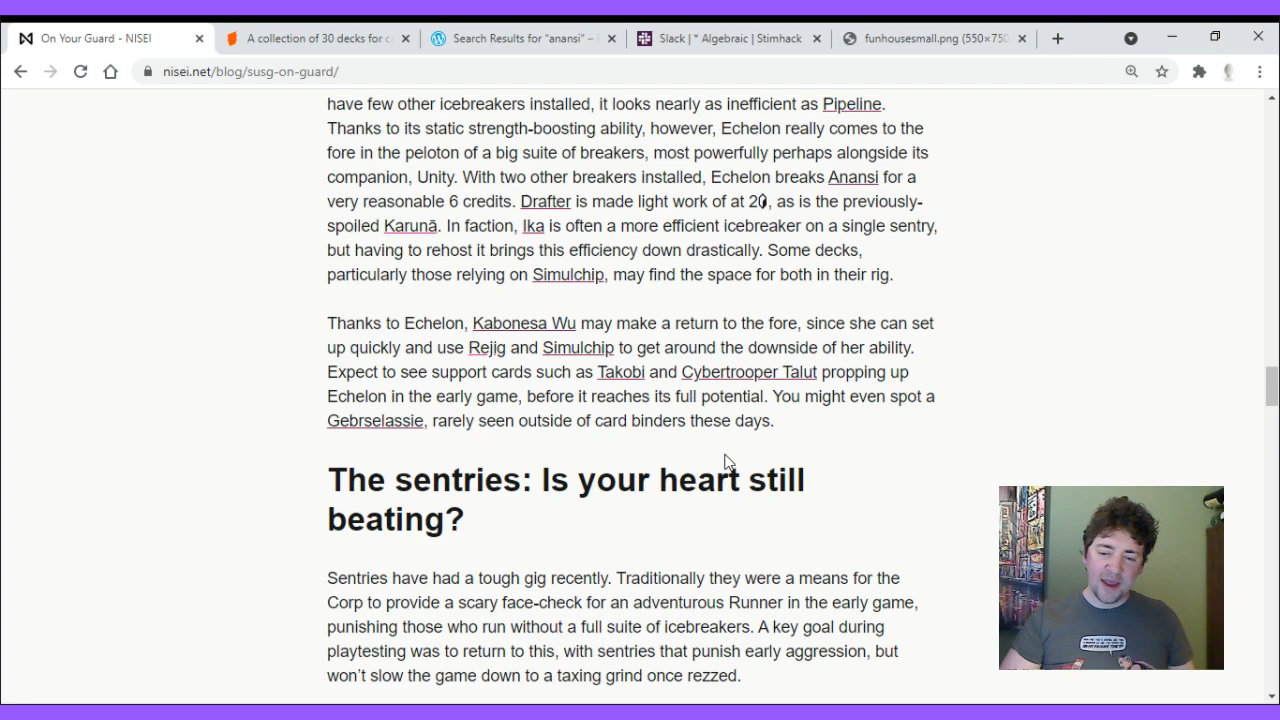 On Your Guard - NISEI
A collection of 30 decks for c
Search Results for "anansi" –
Slack | * Algebraic | Stimhack
funhousesmall.png (550×750
nisei.net/blog/susg-on-guard/
have few other icebreakers installed, it looks nearly as inefficient as Pipeline.
Thanks to its static strength-boosting ability, however, Echelon really comes to the
fore in the peloton of a big suite of breakers, most powerfully perhaps alongside its
companion, Unity. With two other breakers installed, Echelon breaks Anansi for a
very reasonable 6 credits. Drafter is made light work of at 2, as is the previously-
spoiled Karunā. In faction, Ika is often a more efficient icebreaker on a single sentry,
but having to rehost it brings this efficiency down drastically. Some decks,
particularly those relying on Simulchip, may find the space for both in their rig.
Thanks to Echelon, Kabonesa Wu may make a return to the fore, since she can set
up quickly and use Rejig and Simulchip to get around the downside of her ability.
Expect to see support cards such as Takobi and Cybertrooper Talut propping up
Echelon in the early game, before it reaches its full potential. You might even spot a
Gebrselassie, rarely seen outside of card binders these days.
The sentries: Is your heart still
beating?
Sentries have had a tough gig recently. Traditionally they were a means for the
Corp to provide a scary face-check for an adventurous Runner in the early game,
punishing those who run without a full suite of icebreakers. A key goal during
playtesting was to return to this, with sentries that punish early aggression, but
won't slow the game down to a taxing grind once rezzed.